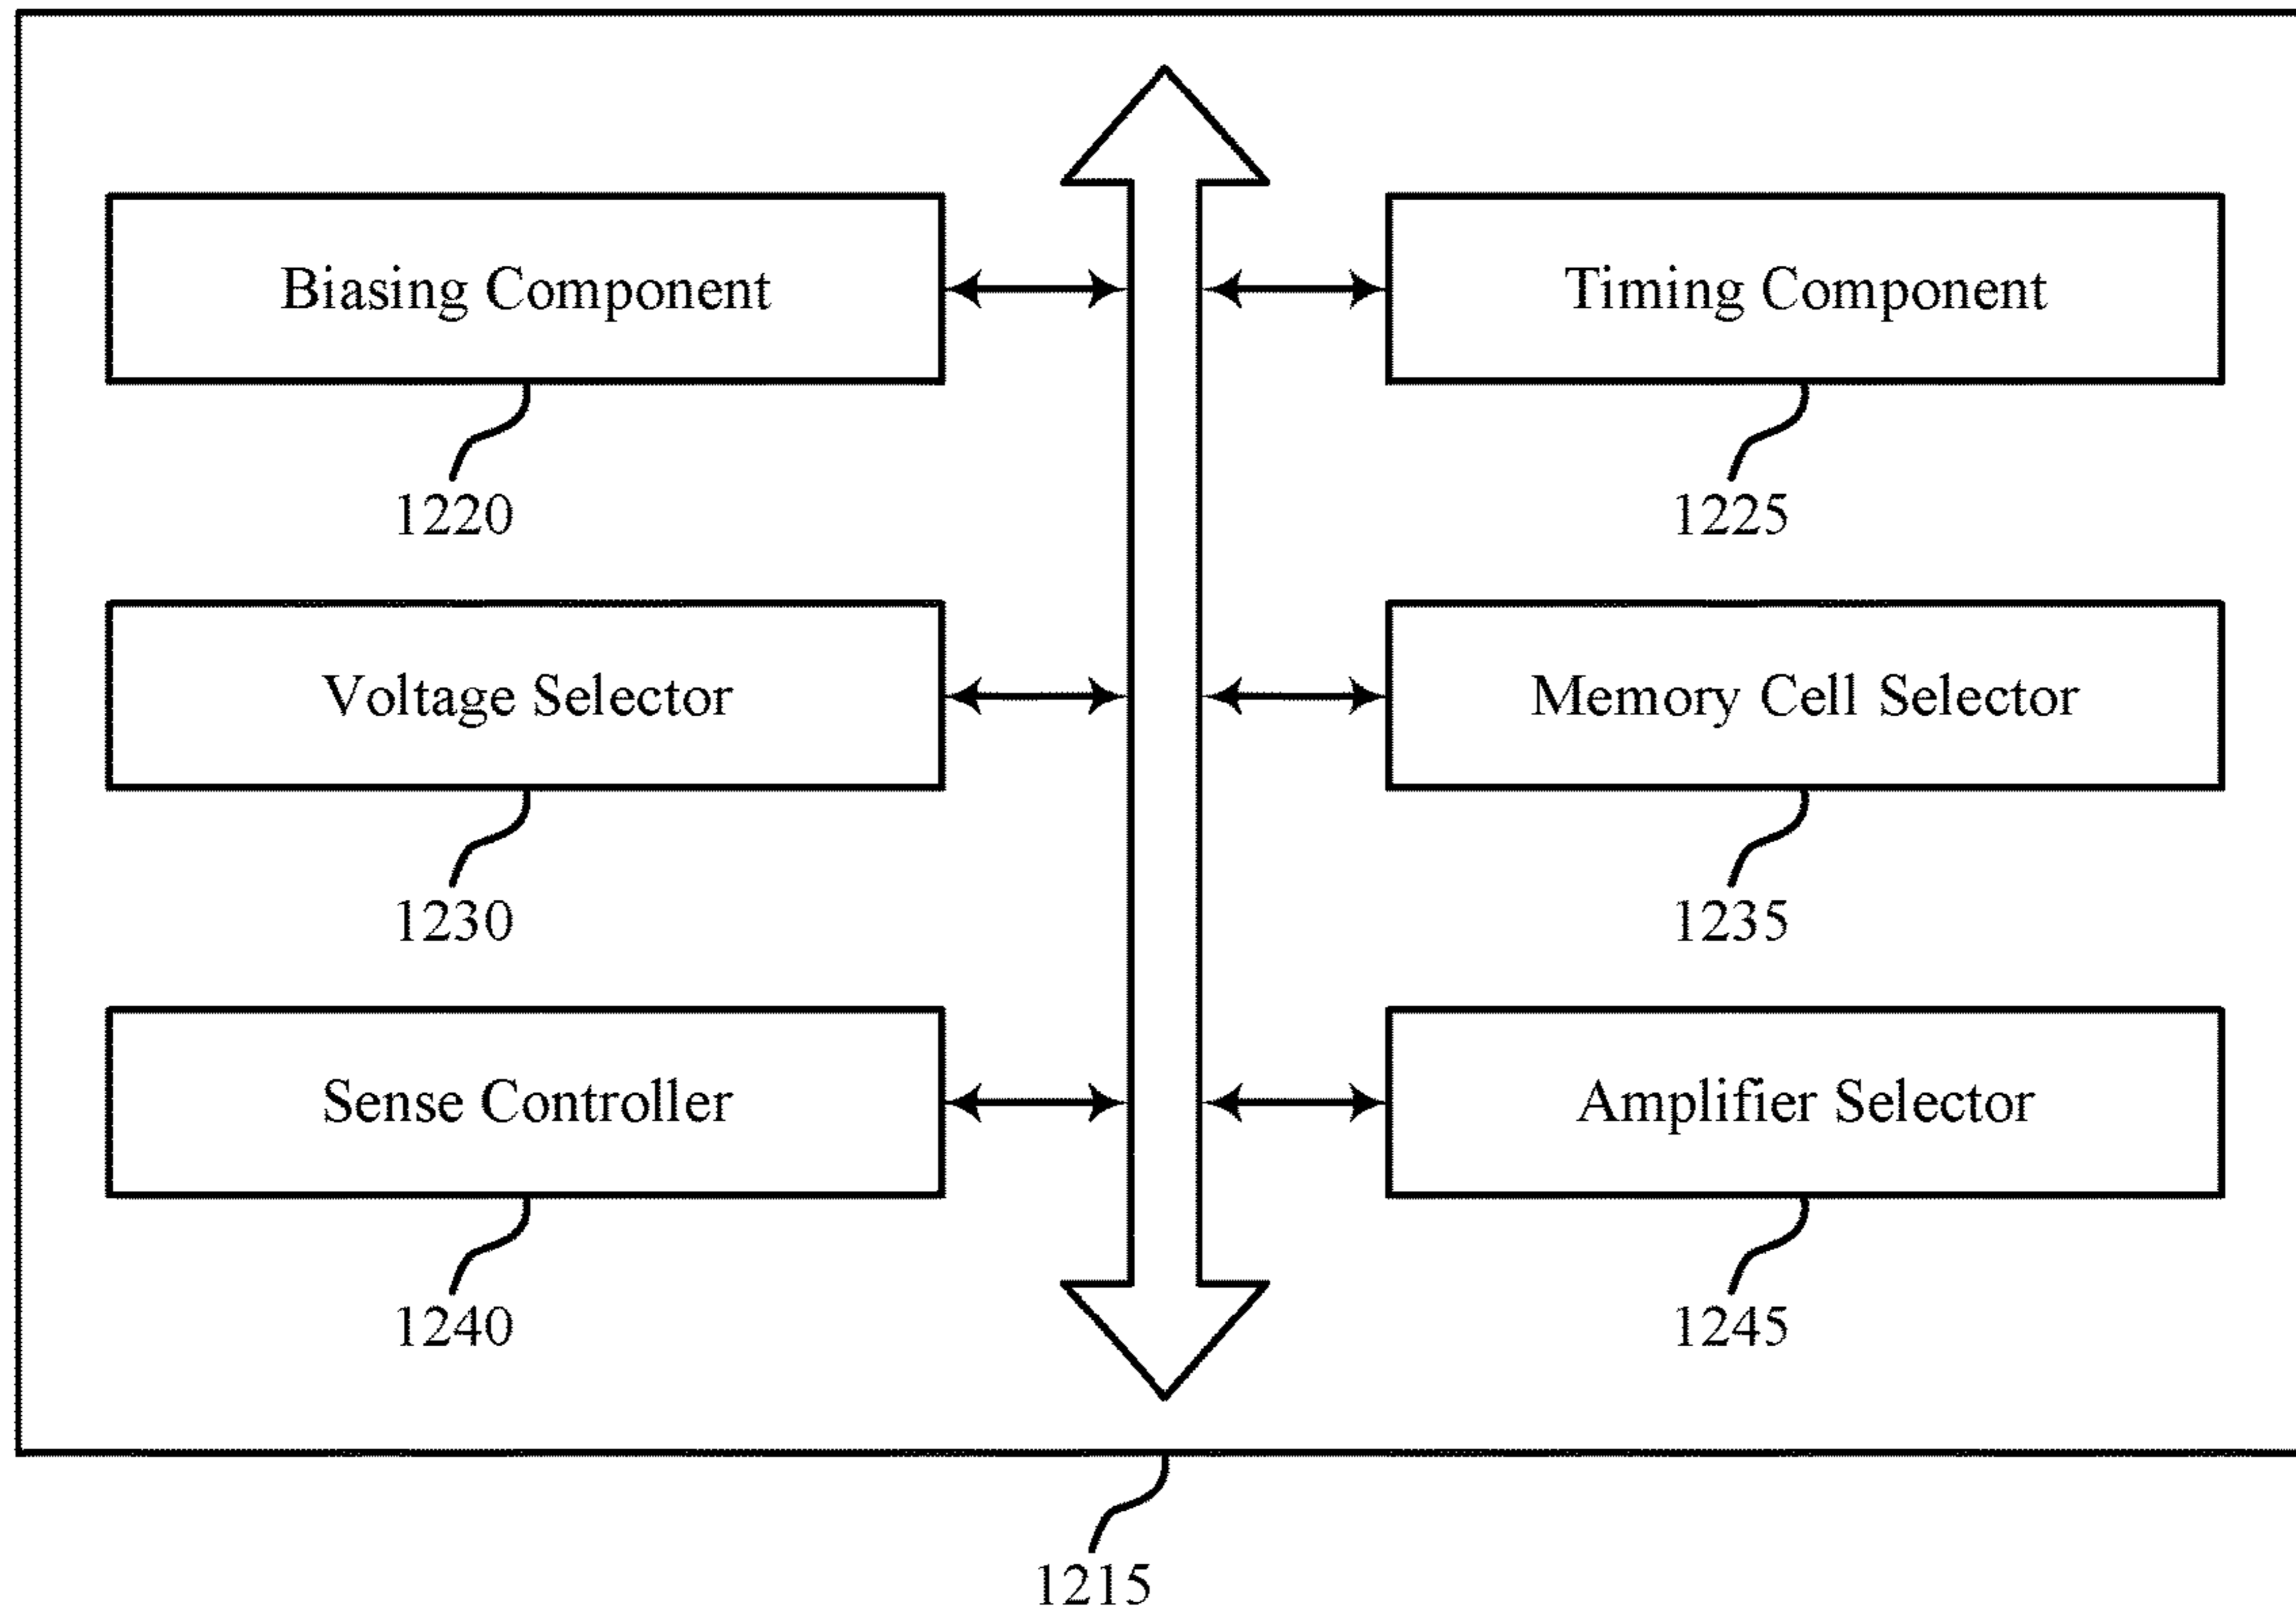 Biasing Component
Timing Component
1220
1225
Voltage Selector
Memory Cell Selector
1230
1235
Sense Controller
Amplifier Selector
1240
1245
1215